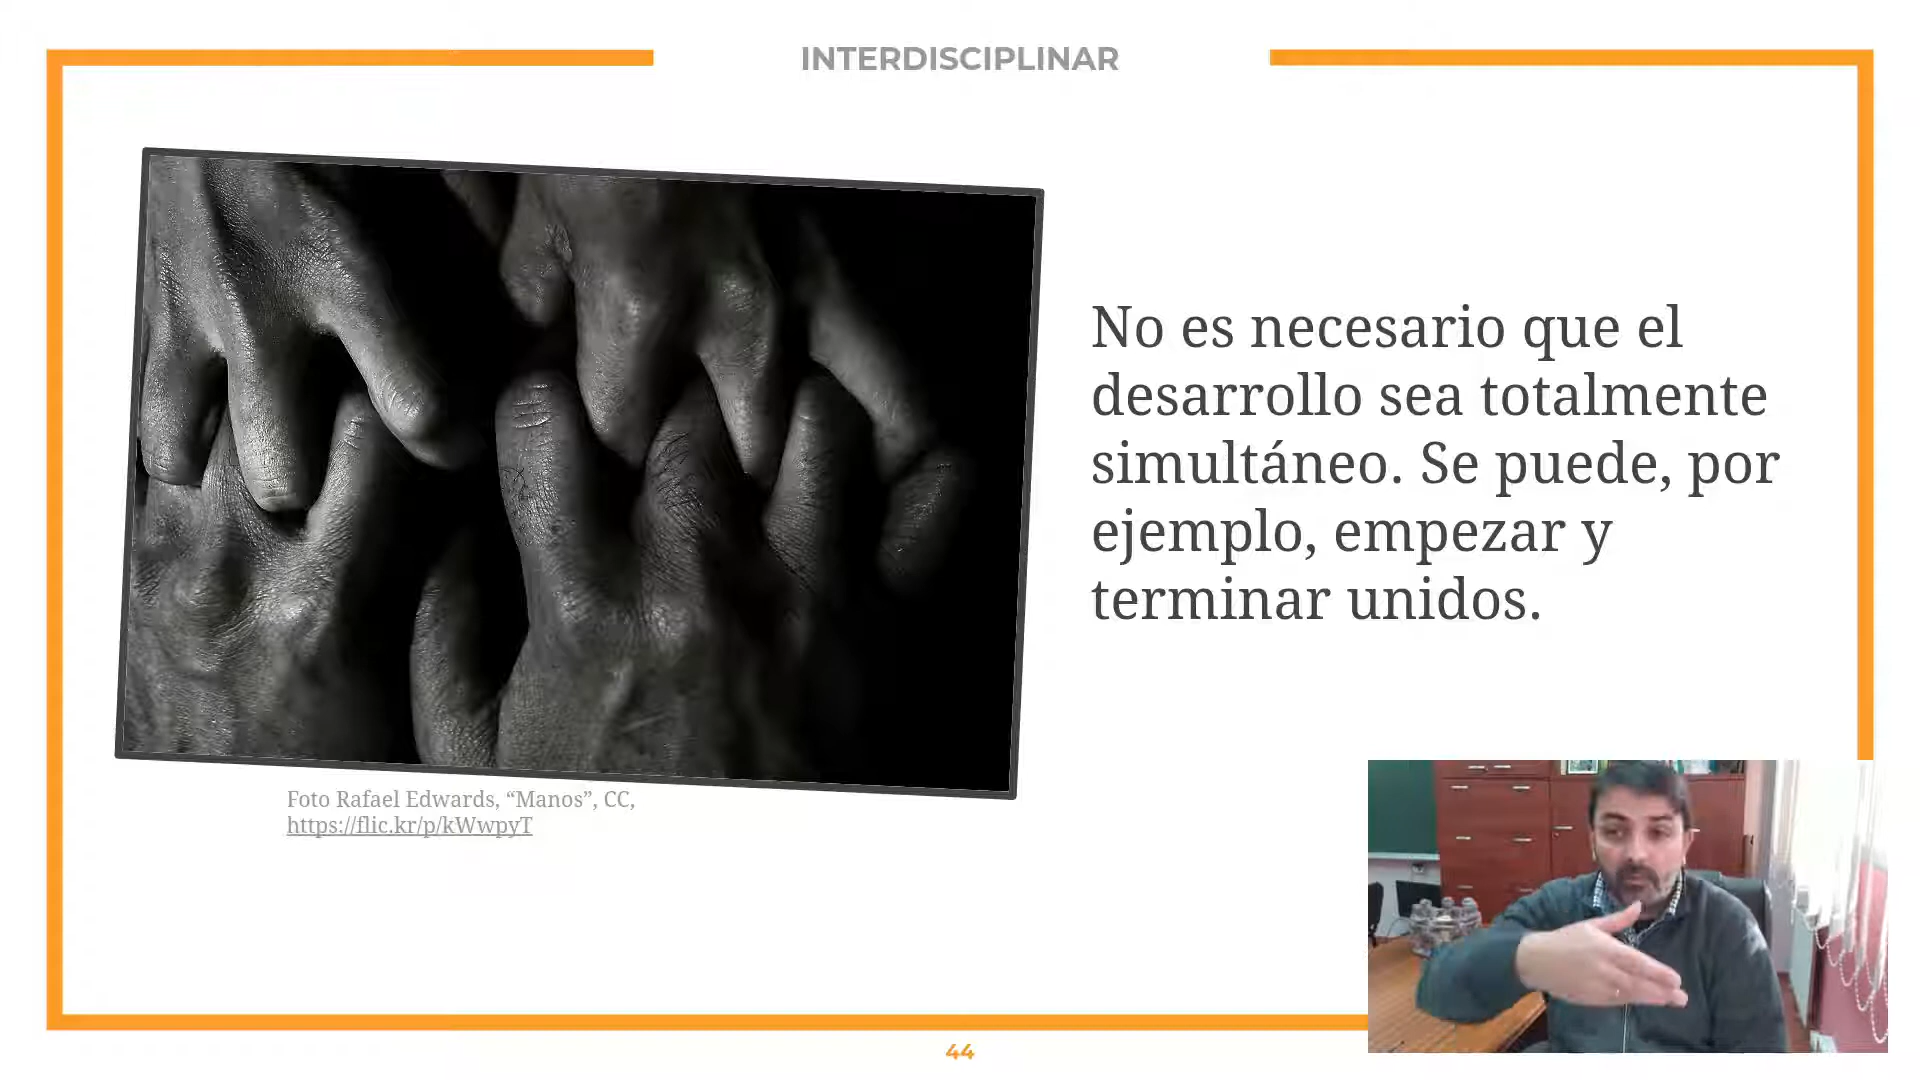 INTERDISCIPLINAR
No es necesario que el
desarrollo sea totalmente
simultáneo. Se puede, por
ejemplo, empezar y
terminar unidos.
Foto Rafael Edwards, “Manos”, CC,
https://flic.kr/p/kWwpyT
44